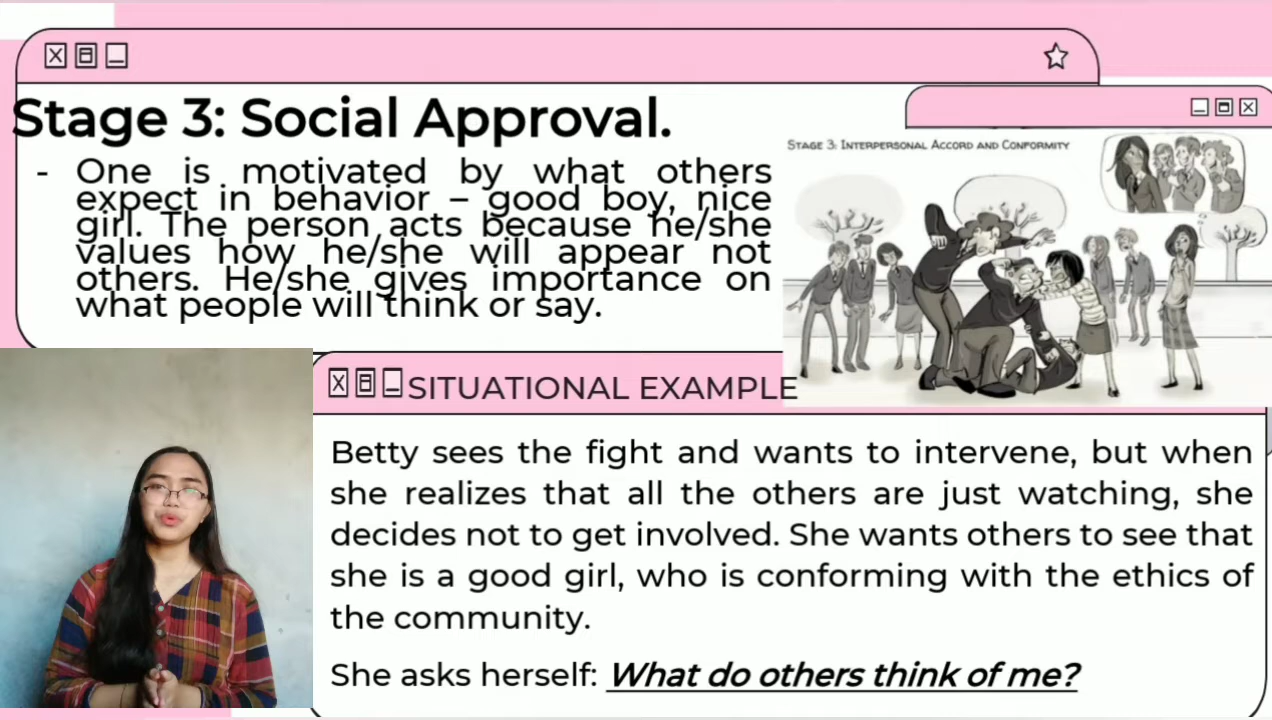 Stage 3: Social Approval.
- One is motivated by what others
expect in behavior – good boy, nice
girl. The person acts because he/she
values how he/she will appear not
others. He/she gives importance on
what people will think or say.
STAGE 3: INTERPERSONAL ACCORD AND CONFORMITY
SITUATIONAL EXAMPLE
Betty sees the fight and wants to intervene, but when
she realizes that all the others are just watching, she
decides not to get involved. She wants others to see that
she is a good girl, who is conforming with the ethics of
the community.
She asks herself: What do others think of me?